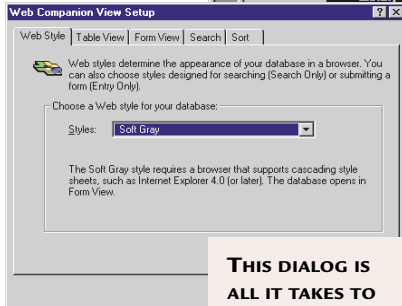 Web Companion View Setup
Web Style
Table View
Form View
Search
Sort
Web styles determine the appearance of your database in a browser. You
can also choose styles designed for searching (Search Only) or submitting a
form (Entry Only).
Choose a Web style for your database:
Styles: Soft Gray
The Soft Gray style requires a browser that supports cascading style
sheets, such as Internet Explorer 4.0 (or later). The database opens in
Form View.
THIS DIALOG IS
ALL IT TAKES TO